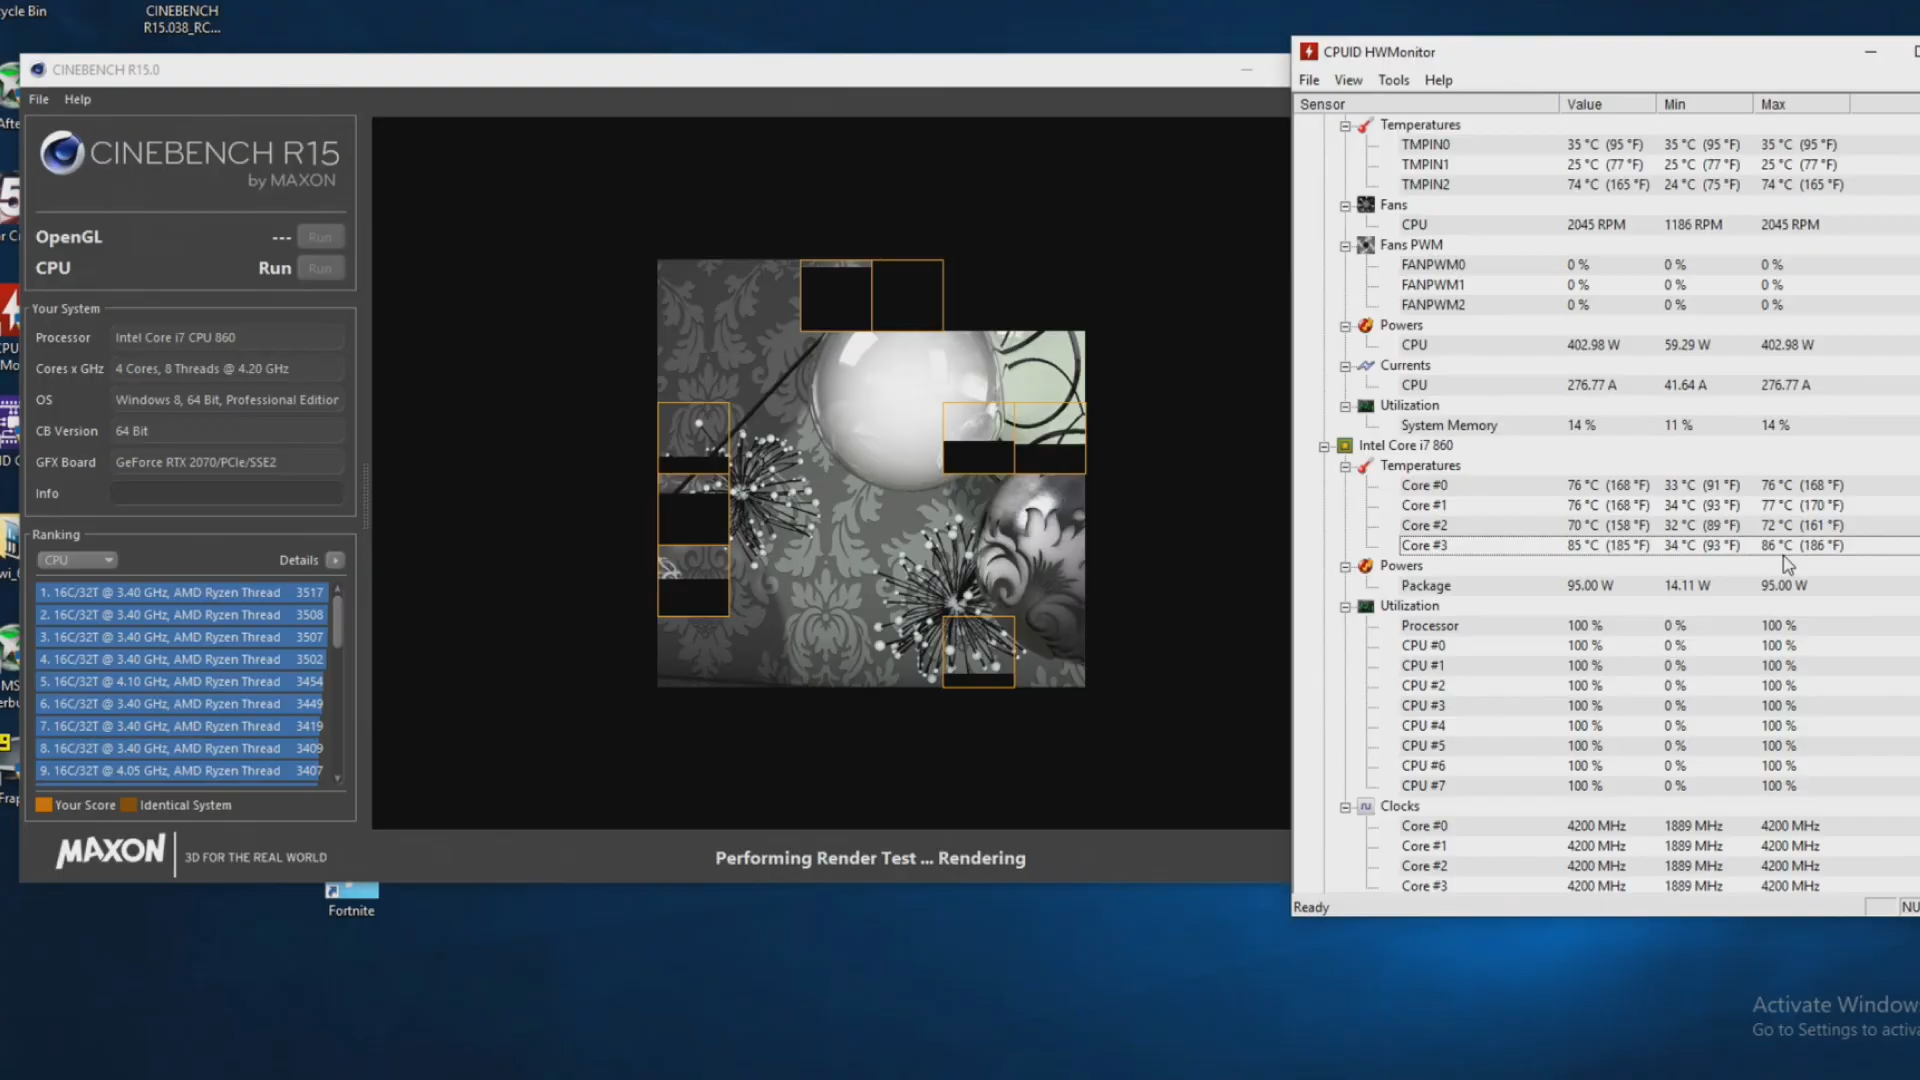 cycle Bin
CINEBENCH
R15.038_RC...
CINEBENCH R15.0
File Help
CINEBENCH R15
by MAXON
OpenGL --- Run
CPU Run Run
Your System
Processor Intel Core i7 CPU 860
Cores x GHz 4 Cores, 8 Threads @ 4.20 GHz
OS Windows 8, 64 Bit, Professional Edition
CB Version 64 Bit
GFX Board GeForce RTX 2070/PCIe/SSE2
Info
Ranking
CPU Details
1. 16C/32T @ 3.40 GHz, AMD Ryzen Thread 3517
2. 16C/32T @ 3.40 GHz, AMD Ryzen Thread 3508
3. 16C/32T @ 3.40 GHz, AMD Ryzen Thread 3507
4. 16C/32T @ 3.40 GHz, AMD Ryzen Thread 3502
5. 16C/32T @ 4.10 GHz, AMD Ryzen Thread 3454
6. 16C/32T @ 3.40 GHz, AMD Ryzen Thread 3449
7. 16C/32T @ 3.40 GHz, AMD Ryzen Thread 3419
8. 16C/32T @ 3.40 GHz, AMD Ryzen Thread 3409
9. 16C/32T @ 4.05 GHz, AMD Ryzen Thread 3407
Your Score Identical System
MAXON 3D FOR THE REAL WORLD
Performing Render Test ... Rendering
Fortnite
CPUID HWMonitor
File View Tools Help
Sensor Value Min Max
Temperatures
TMPIN0 35 °C (95 °F) 35 °C (95 °F) 35 °C (95 °F)
TMPIN1 25 °C (77 °F) 25 °C (77 °F) 25 °C (77 °F)
TMPIN2 74 °C (165 °F) 24 °C (75 °F) 74 °C (165 °F)
Fans
CPU 2045 RPM 1186 RPM 2045 RPM
Fans PWM
FANPWM0 0 % 0 % 0 %
FANPWM1 0 % 0 % 0 %
FANPWM2 0 % 0 % 0 %
Powers
CPU 402.98 W 59.29 W 402.98 W
Currents
CPU 276.77 A 41.64 A 276.77 A
Utilization
System Memory 14 % 11 % 14 %
Intel Core i7 860
Temperatures
Core #0 76 °C (168 °F) 33 °C (91 °F) 76 °C (168 °F)
Core #1 76 °C (168 °F) 34 °C (93 °F) 77 °C (170 °F)
Core #2 70 °C (158 °F) 32 °C (89 °F) 72 °C (161 °F)
Core #3 85 °C (185 °F) 34 °C (93 °F) 86 °C (186 °F)
Powers
Package 95.00 W 14.11 W 95.00 W
Utilization
Processor 100 % 0 % 100 %
CPU #0 100 % 0 % 100 %
CPU #1 100 % 0 % 100 %
CPU #2 100 % 0 % 100 %
CPU #3 100 % 0 % 100 %
CPU #4 100 % 0 % 100 %
CPU #5 100 % 0 % 100 %
CPU #6 100 % 0 % 100 %
CPU #7 100 % 0 % 100 %
Clocks
Core #0 4200 MHz 1889 MHz 4200 MHz
Core #1 4200 MHz 1889 MHz 4200 MHz
Core #2 4200 MHz 1889 MHz 4200 MHz
Core #3 4200 MHz 1889 MHz 4200 MHz
Ready NU
Activate Window
Go to Settings to activa